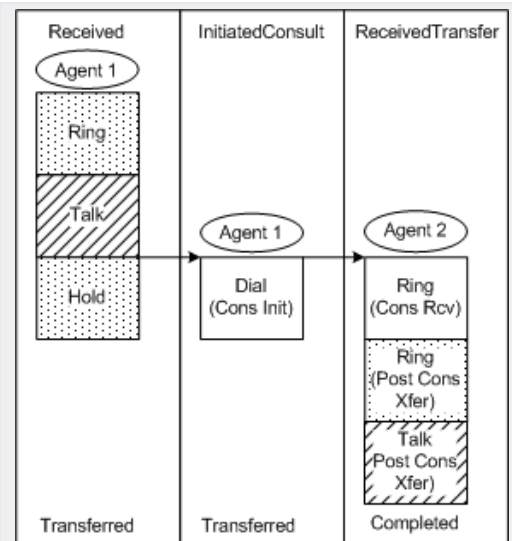 Received
Agent 1
Ring
Talk
Hold
Transferred
InitiatedConsult
Agent 1
Dial
(Cons Init)
Transferred
ReceivedTransfer
Agent 2
Ring
(Cons Rcv)
Ring
(Post Cons
Xfer)
Talk
Post Cons
Xfer)
Completed